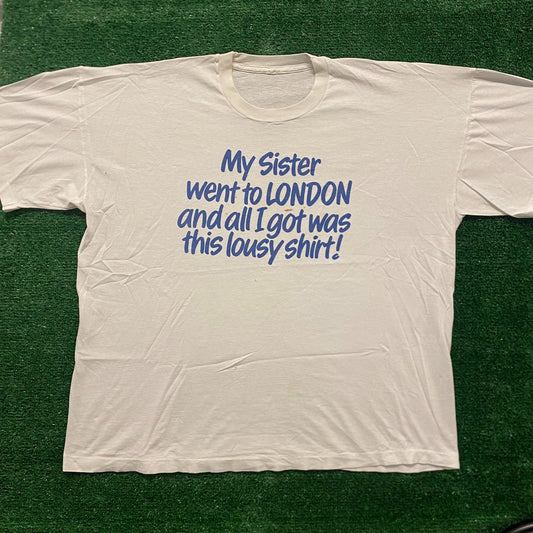 My Sister
went to LONDON
and all I got was
this lousy shirt!